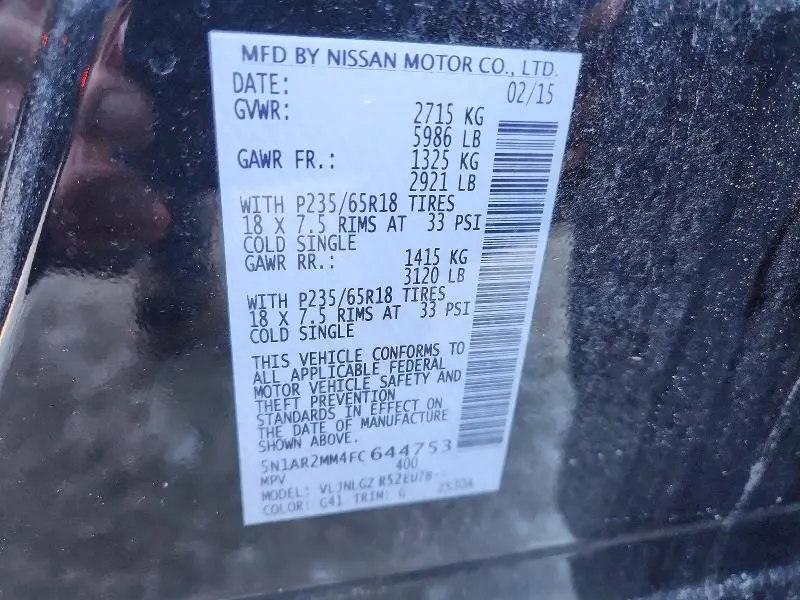 MFD BY NISSAN MOTOR CO., LTD.
DATE: 02/15
GVWR: 2715 KG
5986 LB
GAWR FR.: 1325 KG
2921 LB
WITH P235/65R18 TIRES
18 X 7.5 RIMS AT 33 PSI
COLD SINGLE
GAWR RR.: 1415 KG
3120 LB
WITH P235/65R18 TIRES
18 X 7.5 RIMS AT 33 PSI
COLD SINGLE
THIS VEHICLE CONFORMS TO
ALL APPLICABLE FEDERAL
MOTOR VEHICLE SAFETY AND
THEFT PREVENTION
STANDARDS IN EFFECT ON
THE DATE OF MANUFACTURE
SHOWN ABOVE.
5N1AR2MM4FC644753
MPV 400
MODEL:
COLOR: G41 TRIM: G 2530A